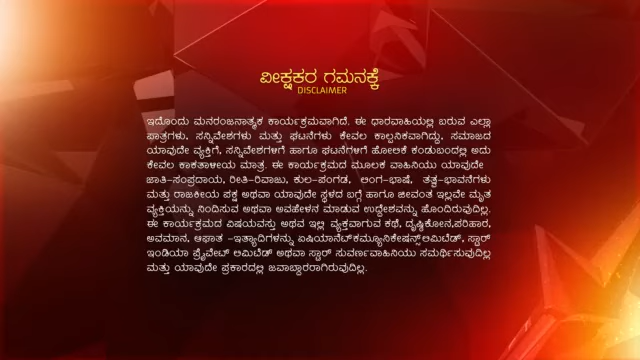 ವೀಕ್ಷಕರ ಗಮನಕ್ಕೆ
DISCLAIMER
ಇದೊಂದು ಮನರಂಜನಾತ್ಮಕ ಕಾರ್ಯಕ್ರಮವಾಗಿದೆ. ಈ ಧಾರವಾಹಿಯಲ್ಲಿ ಬರುವ ಎಲ್ಲಾ
ಪಾತ್ರಗಳು, ಸನ್ನಿವೇಶಗಳು ಮತ್ತು ಘಟನೆಗಳು ಕೇವಲ ಕಾಲ್ಪನಿಕವಾಗಿದ್ದು, ಸಮಾಜದ
ಯಾವುದೇ ವ್ಯಕ್ತಿಗೆ, ಸನ್ನಿವೇಶಗಳಿಗೆ ಹಾಗೂ ಘಟನೆಗಳಿಗೆ ಹೋಲಿಕೆ ಕಂಡುಬಂದಲ್ಲಿ ಅದು
ಕೇವಲ ಕಾಕತಾಳೀಯ ಮಾತ್ರ. ಈ ಕಾರ್ಯಕ್ರಮದ ಮೂಲಕ ವಾಹಿನಿಯು ಯಾವುದೇ
ಜಾತಿ-ಸಂಪ್ರದಾಯ, ರೀತಿ-ರಿವಾಜು, ಕುಲ-ಪಂಗಡ, ಲಿಂಗ-ಭಾಷೆ, ತತ್ವ-ಭಾವನೆಗಳು
ಮತ್ತು ರಾಜಕೀಯ ಪಕ್ಷ ಅಥವಾ ಯಾವುದೇ ಸ್ಥಳದ ಬಗ್ಗೆ ಹಾಗೂ ಜೀವಂತ ಇಲ್ಲವೇ ಮೃತ
ವ್ಯಕ್ತಿಯನ್ನು ನಿಂದಿಸುವ ಅಥವಾ ಅವಹೇಳನ ಮಾಡುವ ಉದ್ದೇಶವನ್ನು ಹೊಂದಿರುವುದಿಲ್ಲ.
ಈ ಕಾರ್ಯಕ್ರಮದ ವಿಷಯವಸ್ತು ಅಥವ ಇಲ್ಲಿ ವ್ಯಕ್ತವಾಗುವ ಕಥೆ, ದೃಷ್ಟಿಕೋನ,ಪರಿಹಾರ,
ಅವಮಾನ, ಆಘಾತ -ಇತ್ಯಾದಿಗಳನ್ನು ಏಷಿಯಾನೆಟ್‌ಕಮ್ಯೂನಿಕೇಷನ್ಸ್‌ಲಿಮಿಟೆಡ್, ಸ್ಟಾರ್
ಇಂಡಿಯಾ ಪ್ರೈವೇಟ್ ಲಿಮಿಟೆಡ್ ಅಥವಾ ಸ್ಟಾರ್ ಸುವರ್ಣವಾಹಿನಿಯು ಸಮರ್ಥಿಸುವುದಿಲ್ಲ
ಮತ್ತು ಯಾವುದೇ ಪ್ರಕಾರದಲ್ಲಿ ಜವಾಬ್ದಾರರಾಗಿರುವುದಿಲ್ಲ.